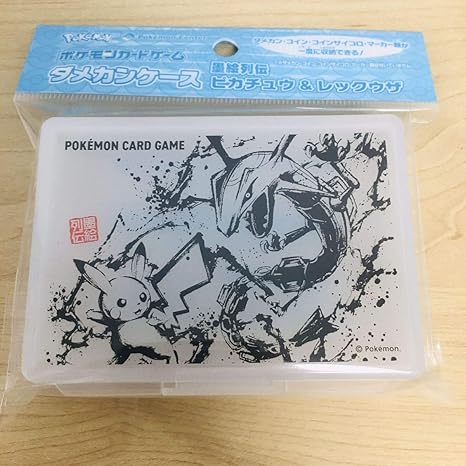 Pokémon
Pokémon Center
ダメカン・コイン・コインサイコロ・マーカー類が
一度に収納できる!
ポケモンカードゲーム
ダメカンケース
墨絵列伝
ピカチュウ&レックウザ
POKÉMON CARD GAME
墨絵
列伝
© Pokémon.